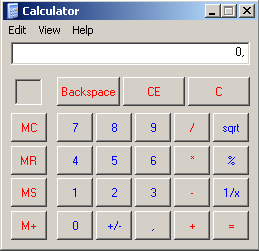 Calculator
Edit View Help
0,
Backspace CE C
MC 7 8 9 / sqrt
MR 4 5 6 * %
MS 1 2 3 - 1/x
M+ 0 +/- , + =